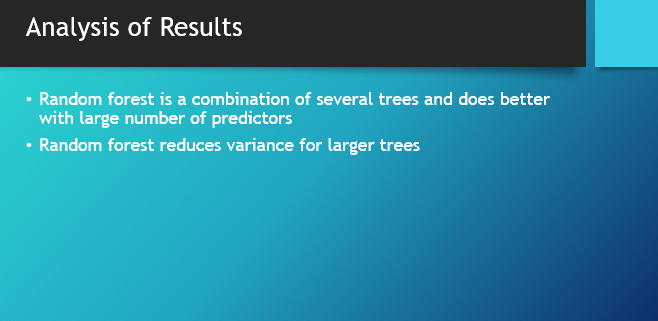 Analysis of Results
• Random forest is a combination of several trees and does better
with large number of predictors
• Random forest reduces variance for larger trees